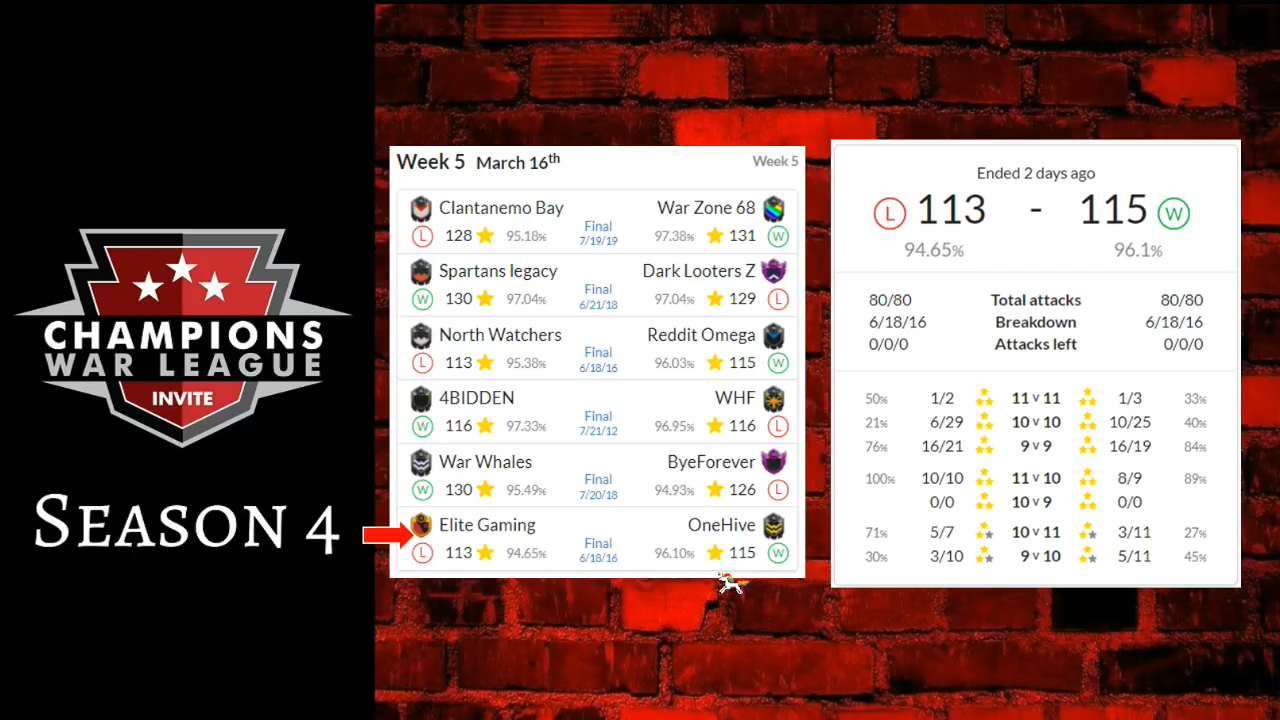 CHAMPIONS
WAR LEAGUE
INVITE
SEASON 4
Week 5 March 16th Week 5
Clantanemo Bay War Zone 68
L 128 95.18% Final 7/19/19 97.38% 131 W
Spartans legacy Dark Looters Z
W 130 97.04% Final 6/21/18 97.04% 129 L
North Watchers Reddit Omega
L 113 95.38% Final 6/18/16 96.03% 115 W
4BIDDEN WHF
W 116 97.33% Final 7/21/12 96.95% 116 L
War Whales ByeForever
W 130 95.49% Final 7/20/18 94.93% 126 L
Elite Gaming OneHive
L 113 94.65% Final 6/18/16 96.10% 115 W
Ended 2 days ago
L 113 - 115 W
94.65% 96.1%
80/80 Total attacks 80/80
6/18/16 Breakdown 6/18/16
0/0/0 Attacks left 0/0/0
50% 1/2 11 v 11 1/3 33%
21% 6/29 10 v 10 10/25 40%
76% 16/21 9 v 9 16/19 84%
100% 10/10 11 v 10 8/9 89%
0/0 10 v 9 0/0
71% 5/7 10 v 11 3/11 27%
30% 3/10 9 v 10 5/11 45%